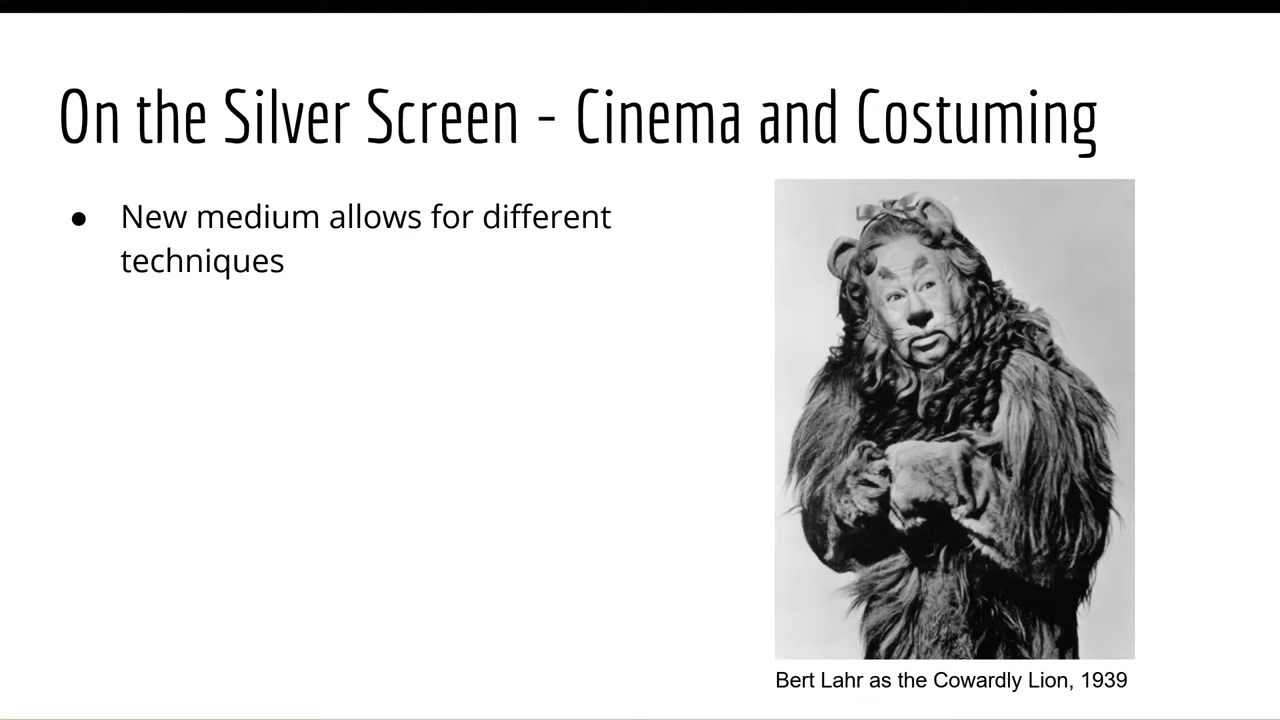 On the Silver Screen - Cinema and Costuming
● New medium allows for different
techniques
Bert Lahr as the Cowardly Lion, 1939